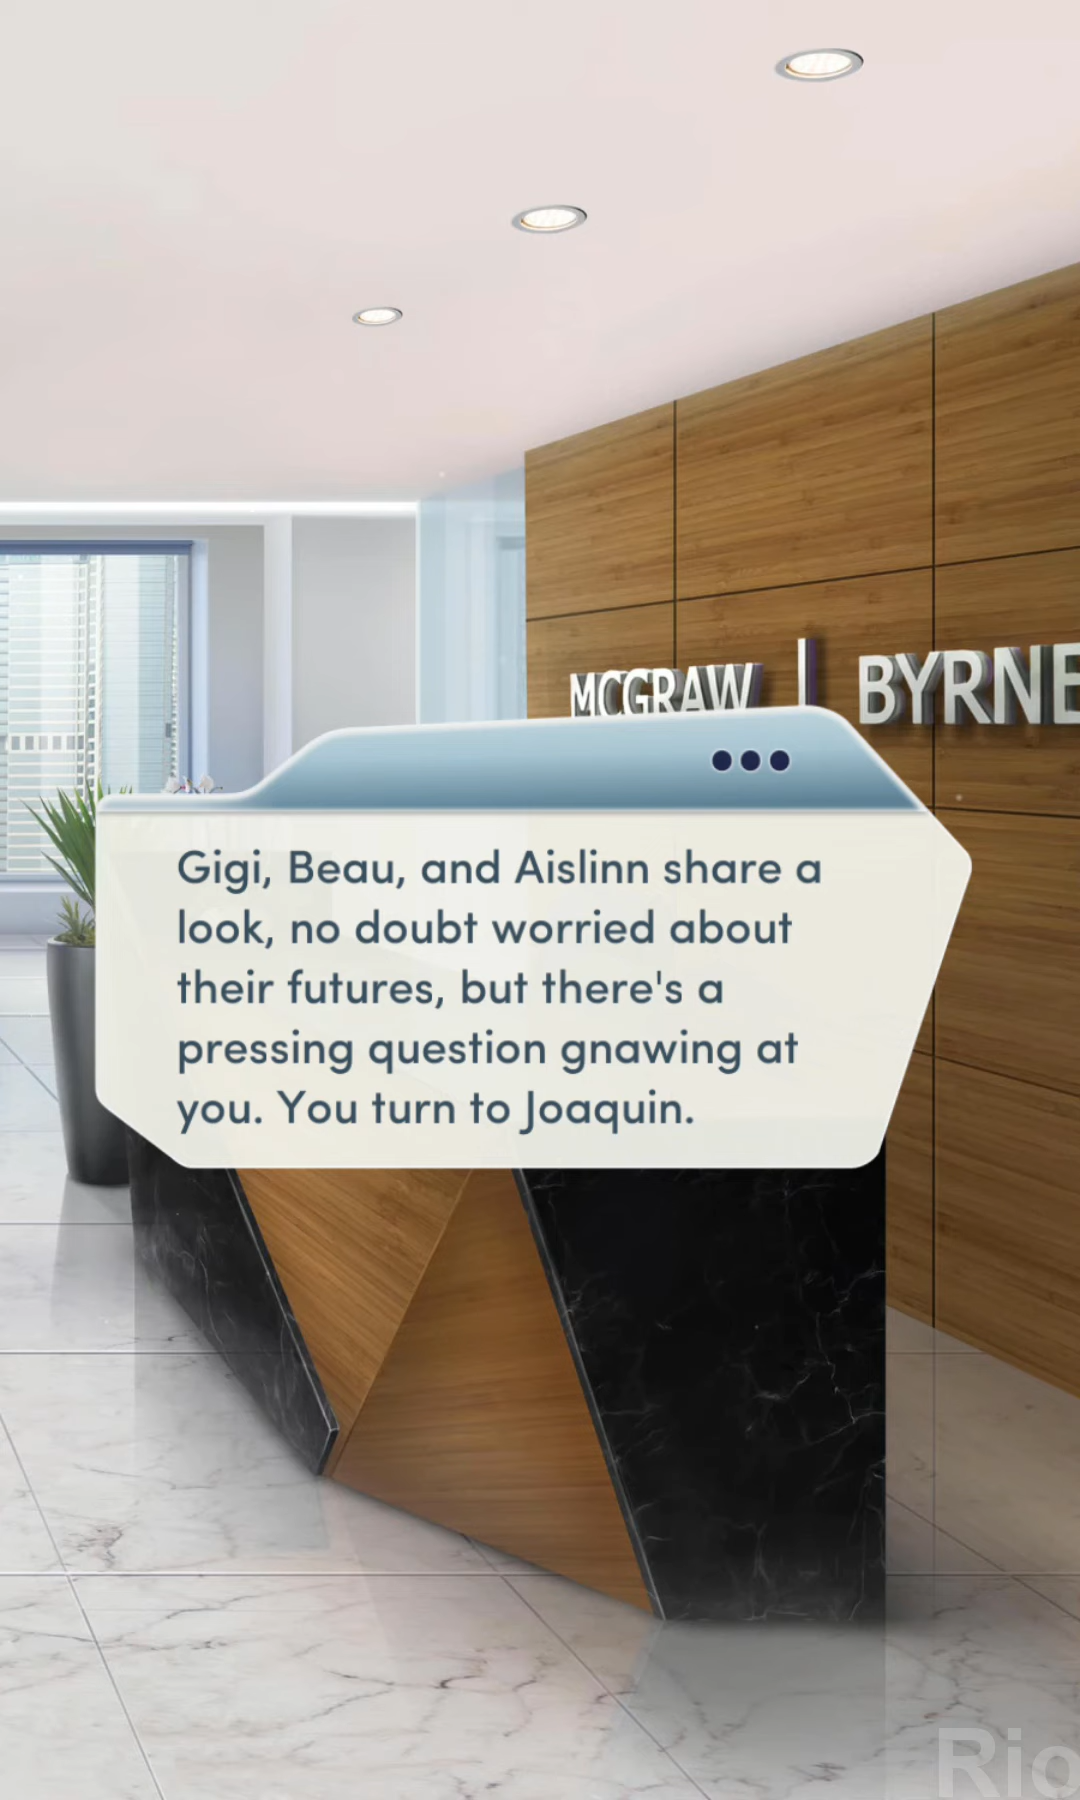 MCGRAW | BYRNE
Gigi, Beau, and Aislinn share a
look, no doubt worried about
their futures, but there's a
pressing question gnawing at
you. You turn to Joaquin.
Rio